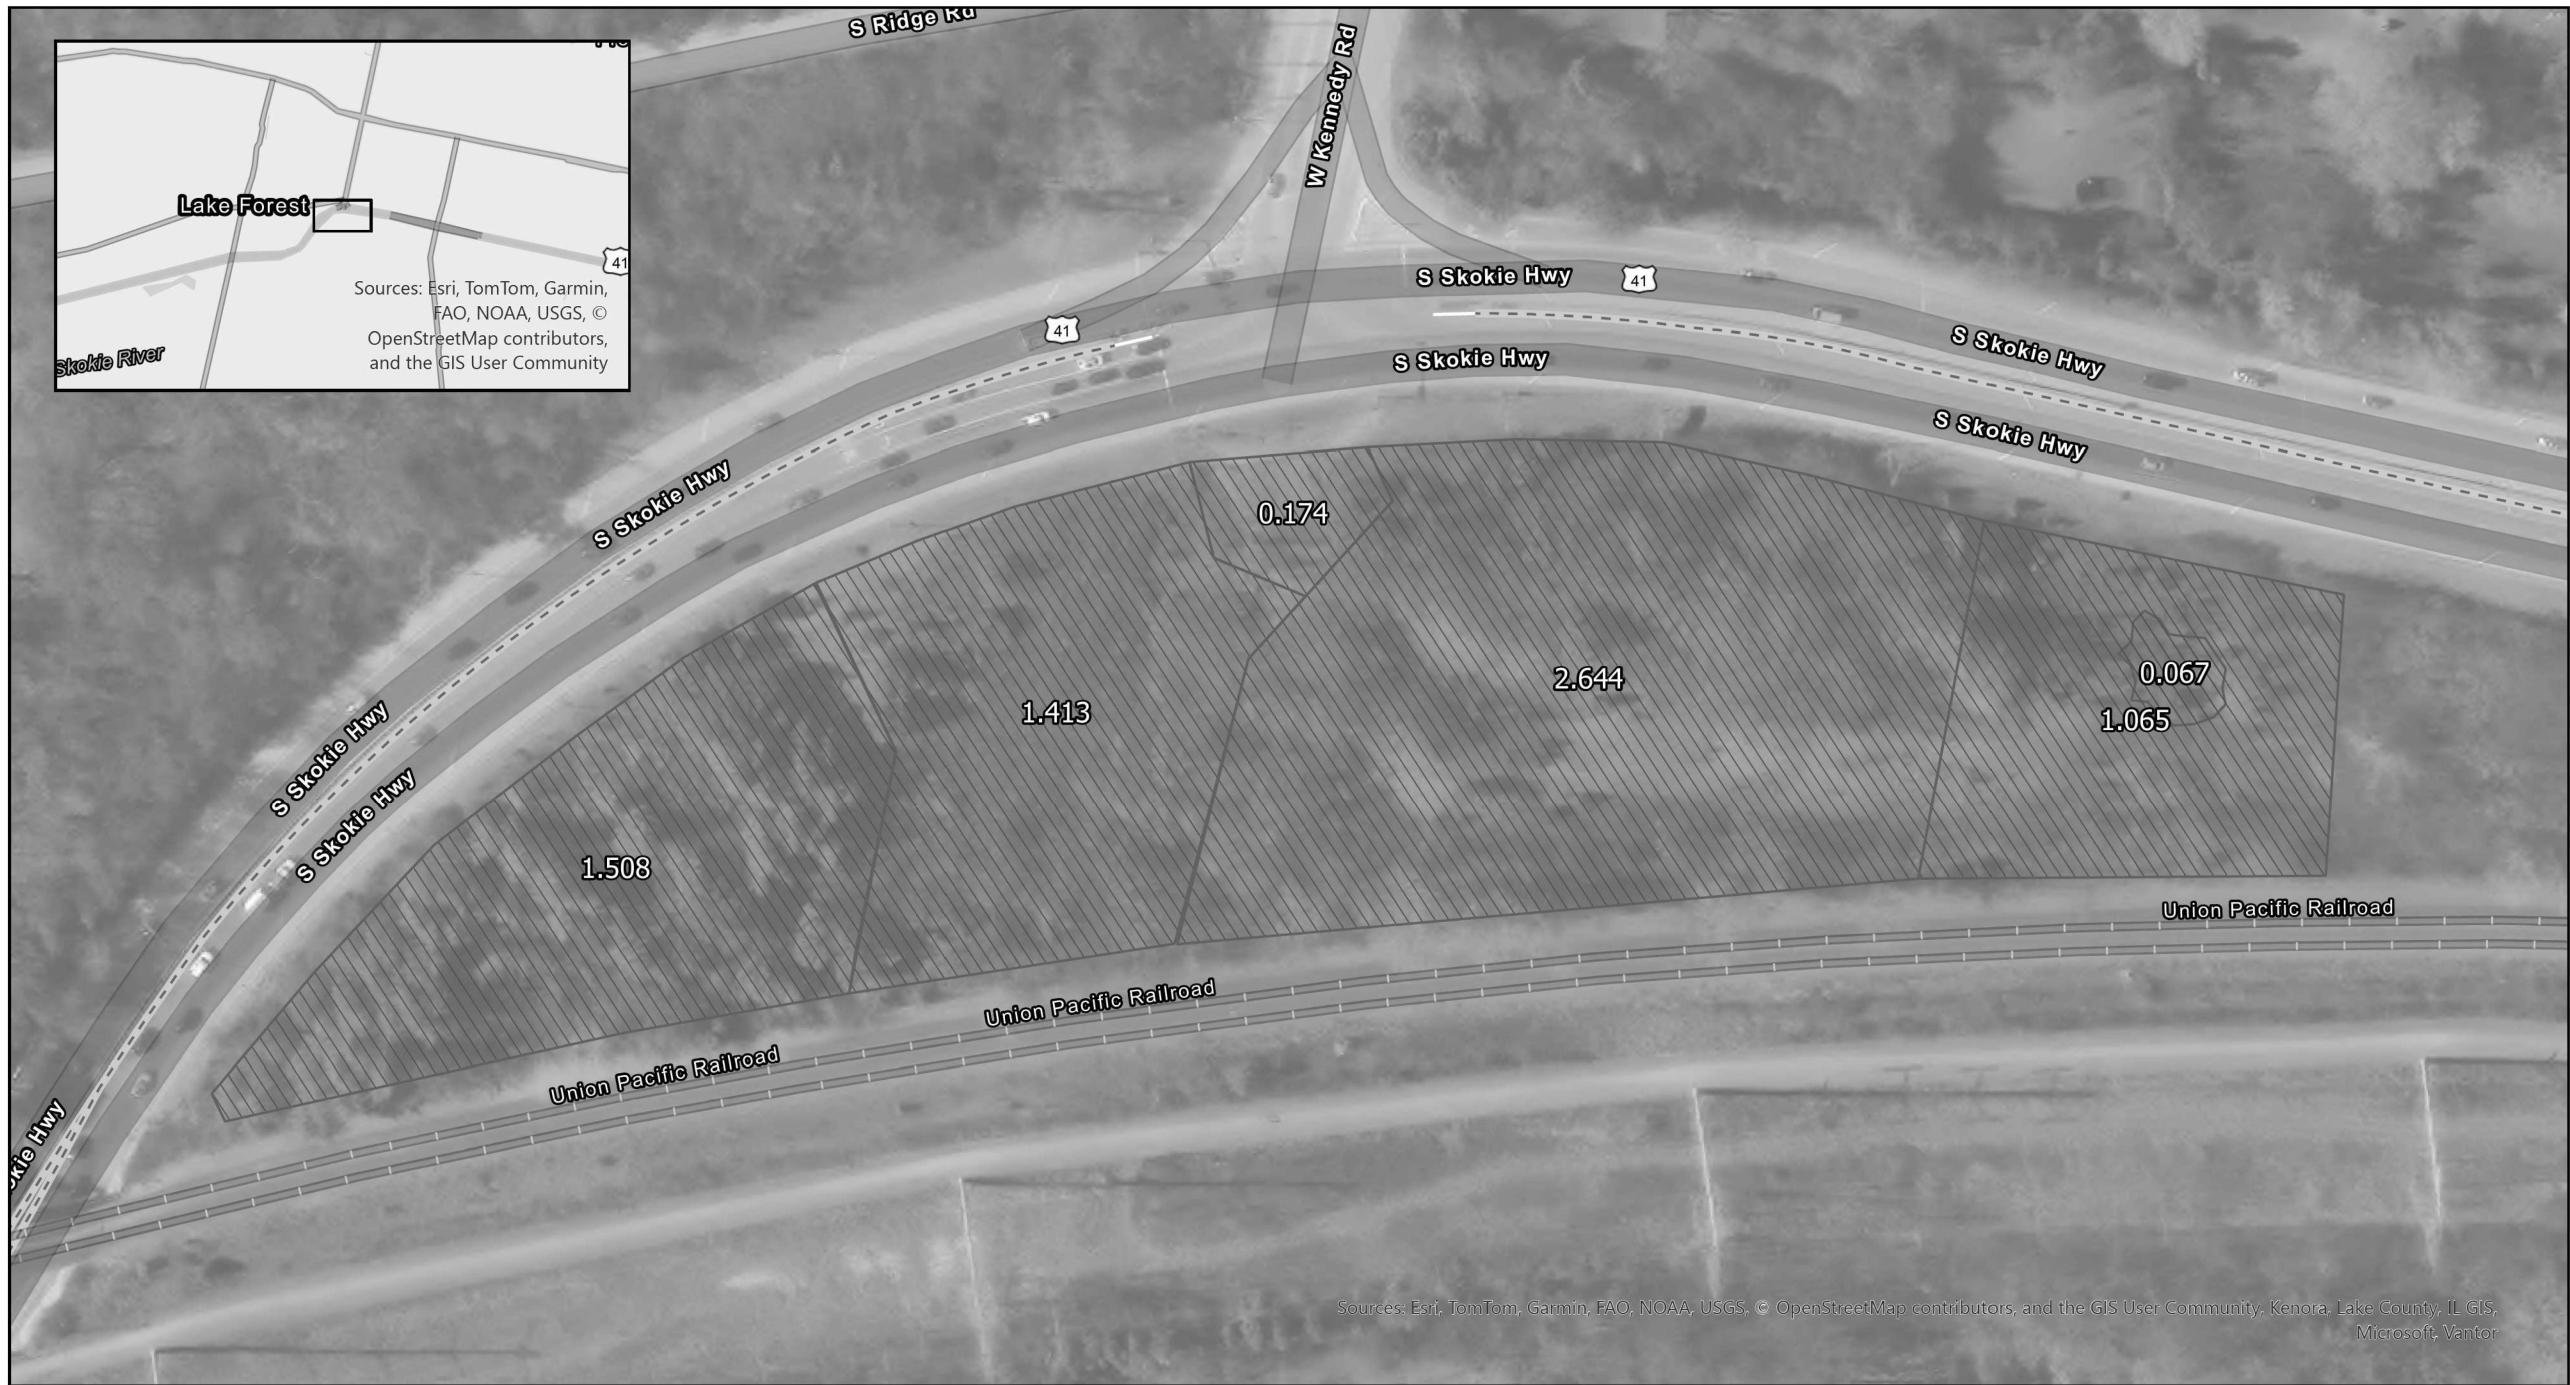 S Ridge Rd
W Kennedy Rd
Lake Forest
41
Sources: Esri, TomTom, Garmin,
FAO, NOAA, USGS, ©
OpenStreetMap contributors,
and the GIS User Community
Skokie River
S Skokie Hwy
41
41
S Skokie Hwy
S Skokie Hwy
S Skokie Hwy
S Skokie Hwy
0.174
0.067
2.644
1.413
1.065
S Skokie Hwy
S Skokie Hwy
1.508
Union Pacific Railroad
Union Pacific Railroad
Union Pacific Railroad
Hwy
Sources: Esri, TomTom, Garmin, FAO, NOAA, USGS, © OpenStreetMap contributors, and the GIS User Community, Kenora, Lake County, IL GIS,
Microsoft, Vantor